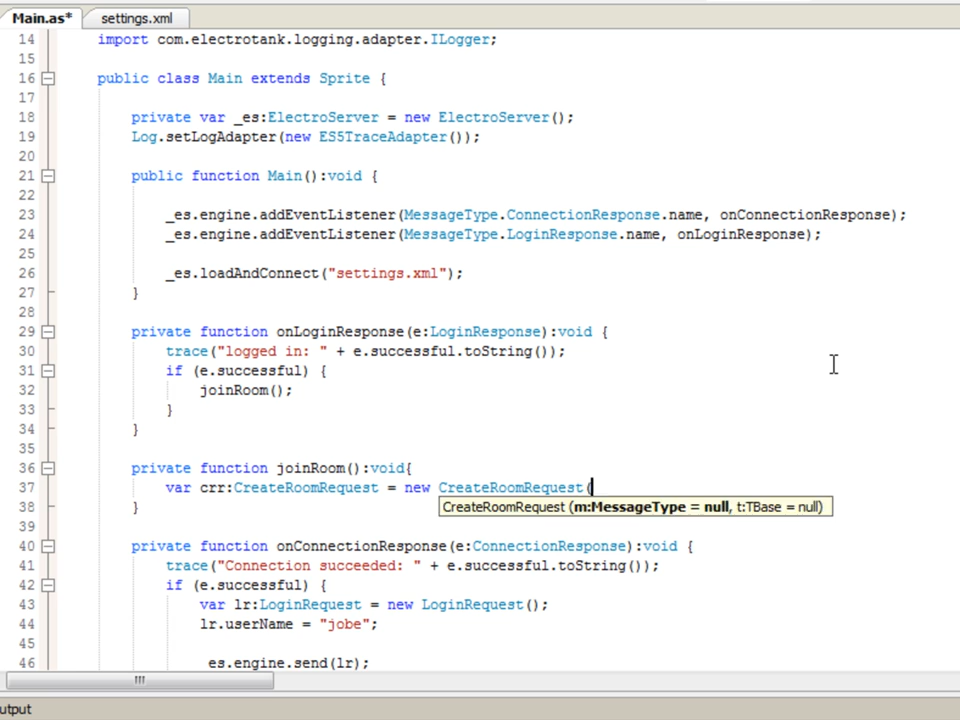 Main.as* settings.xml
14 import com.electrotank.logging.adapter.ILogger;
15
16 public class Main extends Sprite {
17
18 private var _es:ElectroServer = new ElectroServer();
19 Log.setLogAdapter(new ES5TraceAdapter());
20
21 public function Main():void {
22
23 _es.engine.addEventListener(MessageType.ConnectionResponse.name, onConnectionResponse);
24 _es.engine.addEventListener(MessageType.LoginResponse.name, onLoginResponse);
25
26 _es.loadAndConnect("settings.xml");
27 }
28
29 private function onLoginResponse(e:LoginResponse):void {
30 trace("logged in: " + e.successful.toString());
31 if (e.successful) {
32 joinRoom();
33 }
34 }
35
36 private function joinRoom():void{
37 var crr:CreateRoomRequest = new CreateRoomRequest(
CreateRoomRequest (m:MessageType = null, t:TBase = null)
38 }
39
40 private function onConnectionResponse(e:ConnectionResponse):void {
41 trace("Connection succeeded: " + e.successful.toString());
42 if (e.successful) {
43 var lr:LoginRequest = new LoginRequest();
44 lr.userName = "jobe";
45
46 _es.engine.send(lr);
utput